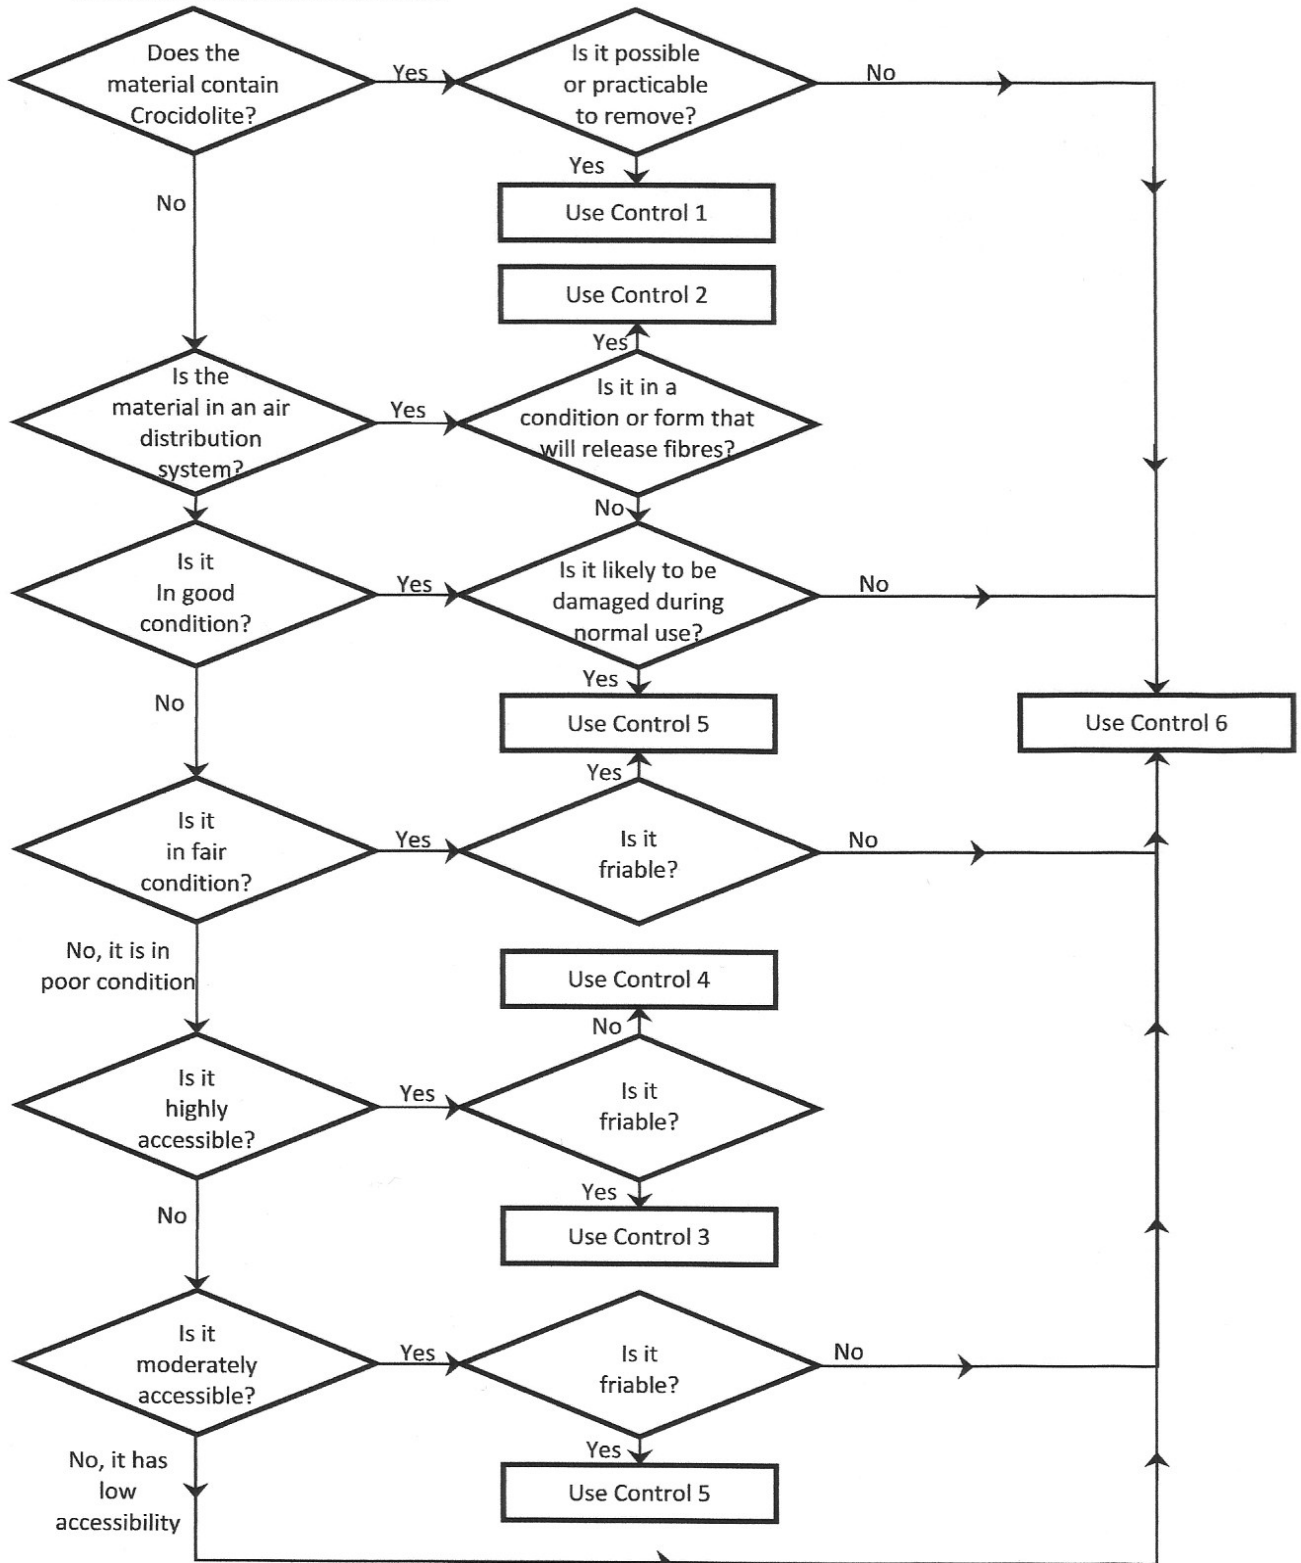 Does the
material contain
Crocidolite?
Yes
Is it possible
or practicable
to remove?
No
Yes
No
Use Control 1
Use Control 2
Yes
Is the
material in an air
distribution
system?
Yes
Is it in a
condition or form that
will release fibres?
No
Is it
In good
condition?
Yes
Is it likely to be
damaged during
normal use?
No
Yes
No
Use Control 5
Use Control 6
Yes
Is it
in fair
condition?
Yes
Is it
friable?
No
No, it is in
poor condition
Use Control 4
No
Is it
highly
accessible?
Yes
Is it
friable?
Yes
No
Use Control 3
Is it
moderately
accessible?
Yes
Is it
friable?
No
Yes
No, it has
low
accessibility
Use Control 5